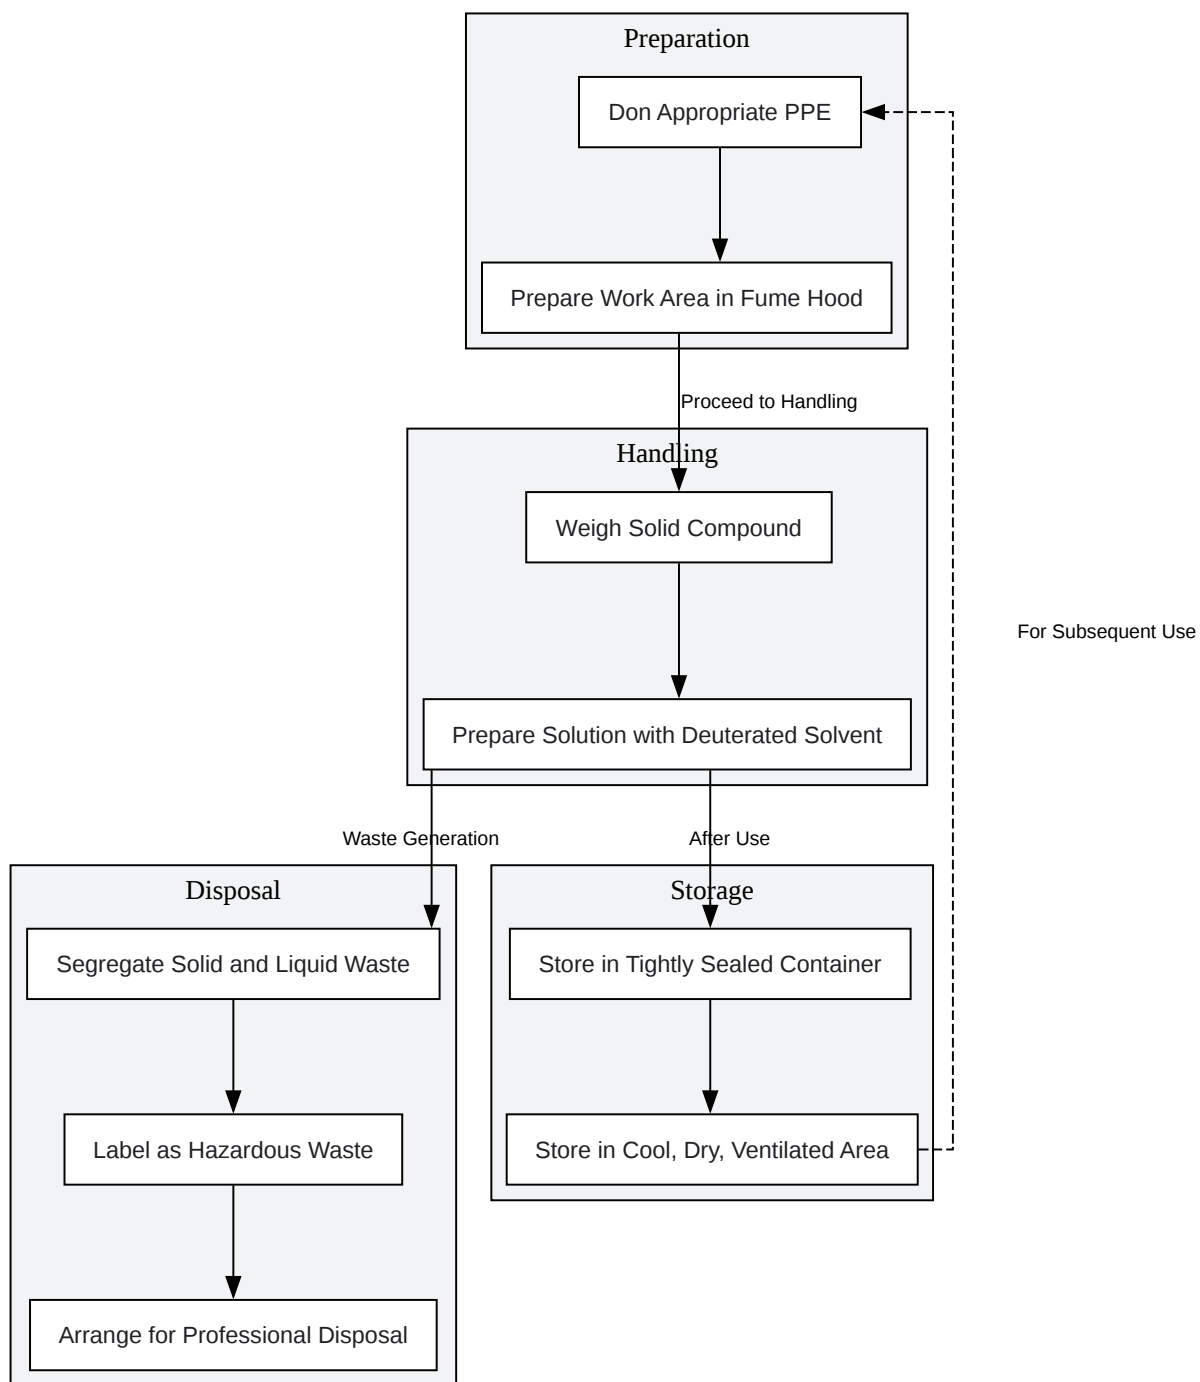 Preparation
Don Appropriate PPE
Prepare Work Area in Fume Hood
Proceed to Handling
Handling
Weigh Solid Compound
For Subsequent Use
Prepare Solution with Deuterated Solvent
Waste Generation
After Use
Disposal
Storage
Segregate Solid and Liquid Waste
Store in Tightly Sealed Container
Label as Hazardous Waste
Store in Cool, Dry, Ventilated Area
Arrange for Professional Disposal